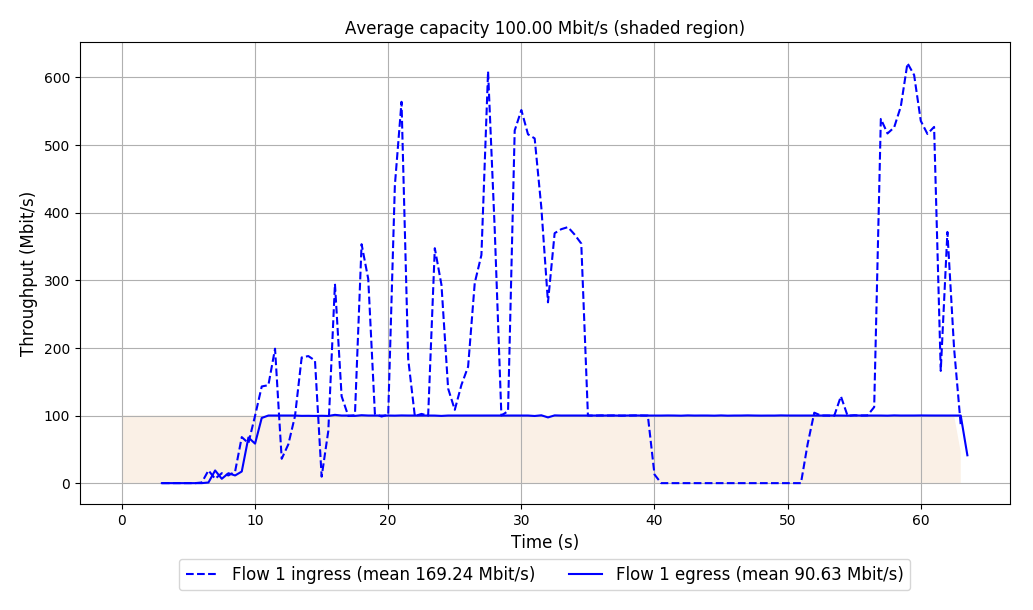 Average capacity 100.00 Mbit/s (shaded region)
Throughput (Mbit/s)
600
500
400
300
200
100
0
0 10 20 30 40 50 60
Time (s)
Flow 1 ingress (mean 169.24 Mbit/s) Flow 1 egress (mean 90.63 Mbit/s)